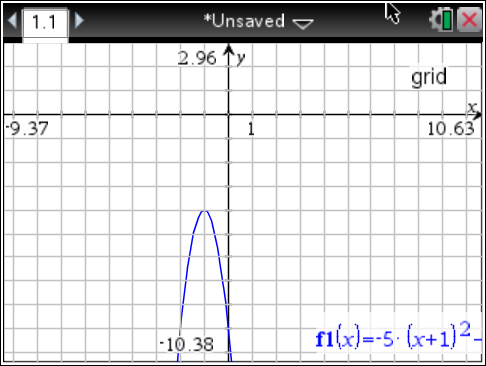 1.1
*Unsaved
2.96 y
grid
x
-9.37 1 10.63
f1(x)=-5·(x+1)²-
-10.38